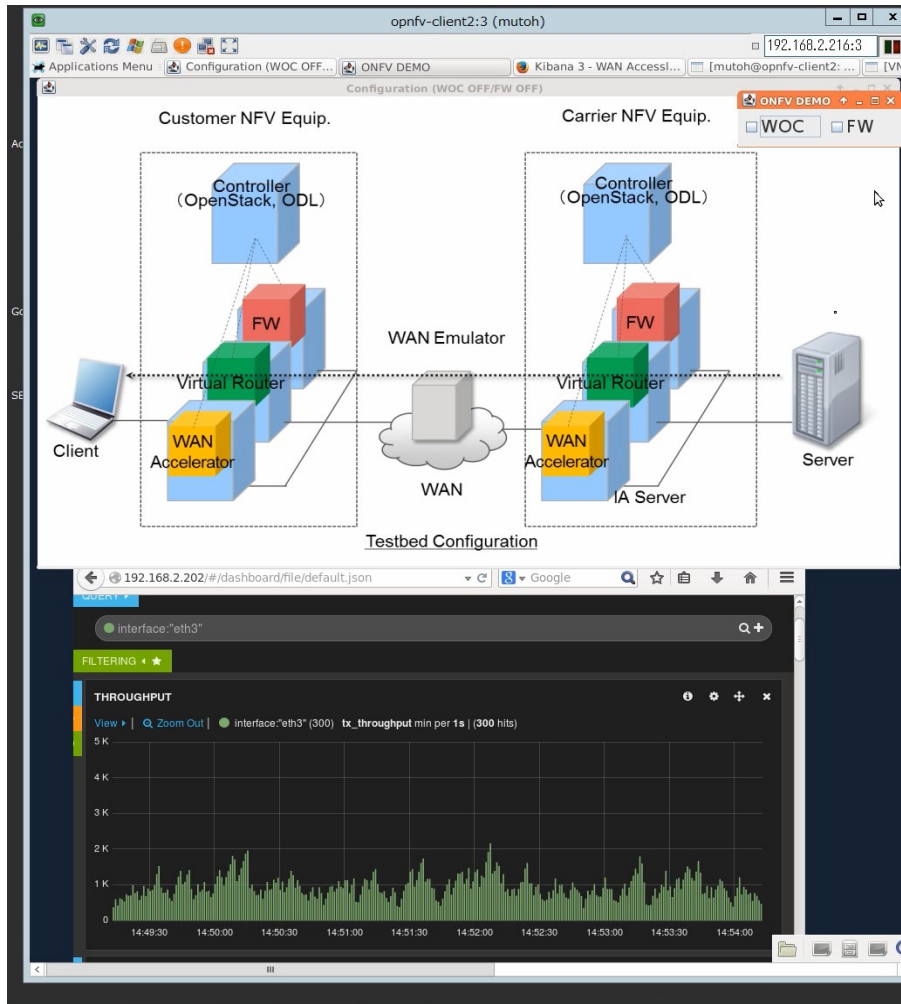 opnfv-client2:3 (mutoh)
192.168.2.216:3
Applications Menu
Configuration (WOC OFF...
ONFV DEMO
Kibana 3 - WAN Accessl...
[mutoh@opnfv-client2: ...
[VN
Configuration (WOC OFF/FW OFF)
ONFV DEMO
WOC
FW
Customer NFV Equip.
Carrier NFV Equip.
Ac
Controller
(OpenStack, ODL)
Controller
(OpenStack, ODL)
Go
FW
FW
WAN Emulator
SE
Virtual Router
Virtual Router
WAN
Accelerator
WAN
Accelerator
Client
Server
WAN
IA Server
Testbed Configuration
192.168.2.202/#/dashboard/file/default.json
Google
QUERY
interface:"eth3"
FILTERING
THROUGHPUT
View
Zoom Out
interface:"eth3" (300) tx_throughput min per 1s | (300 hits)
5 K
4 K
3 K
2 K
1 K
0
14:49:30 14:50:00 14:50:30 14:51:00 14:51:30 14:52:00 14:52:30 14:53:00 14:53:30 14:54:00